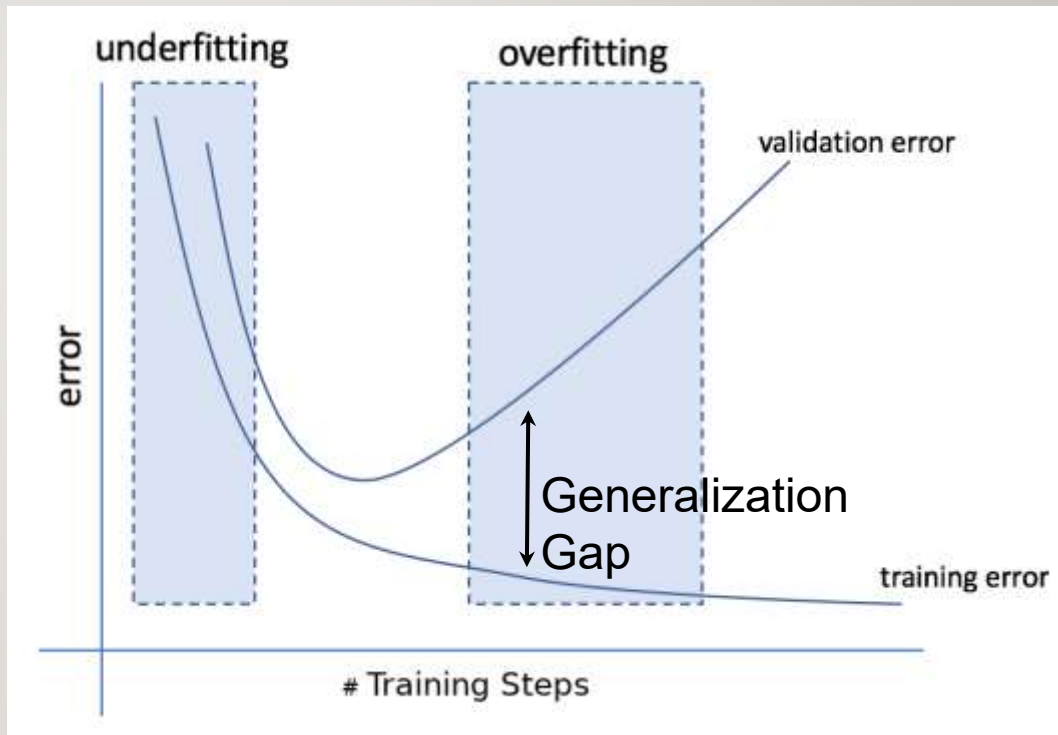 underfitting
overfitting
validation error
error
Generalization
Gap
training error
# Training Steps